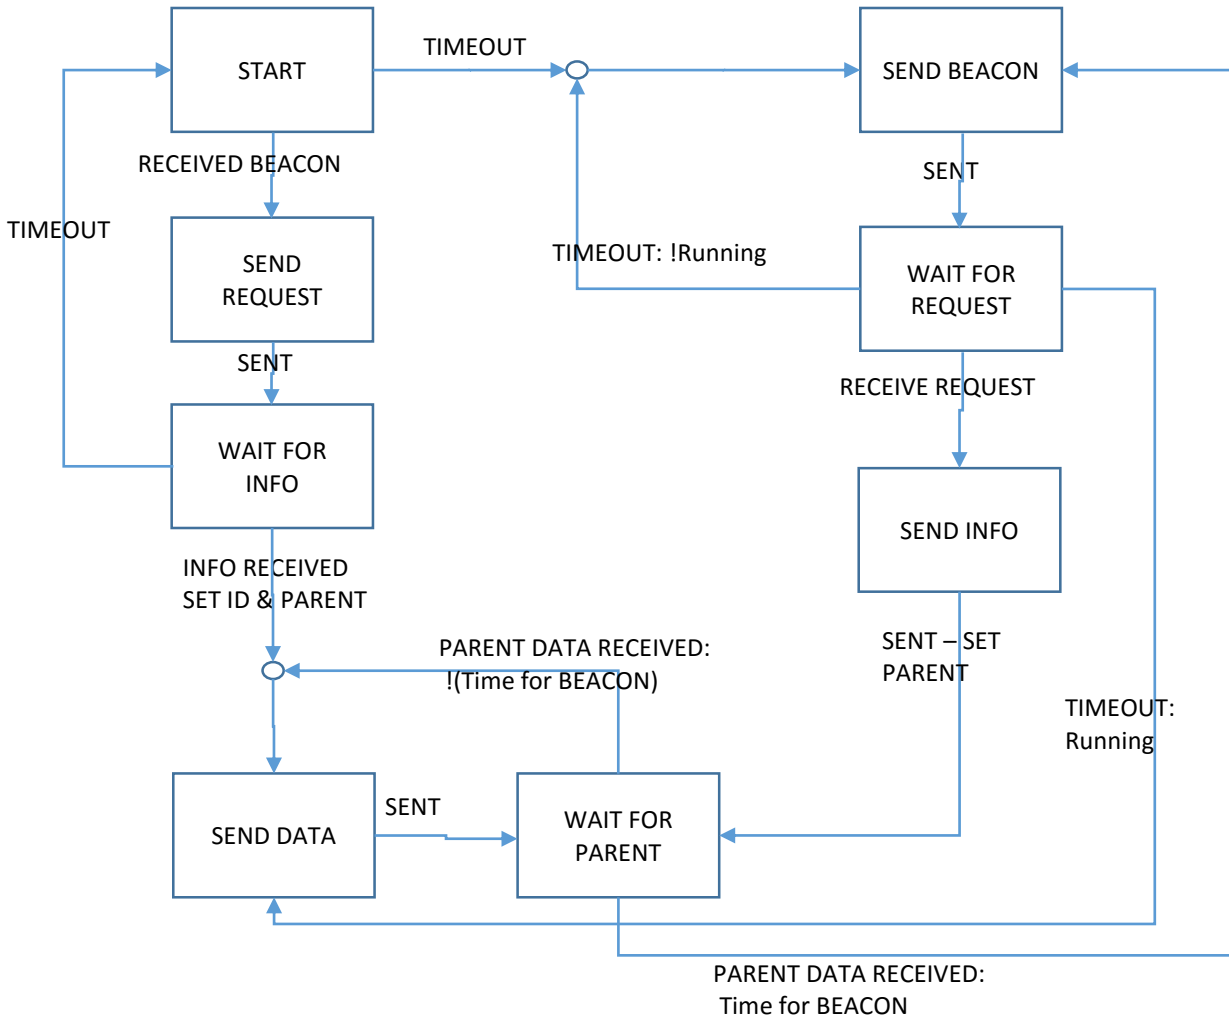 TIMEOUT
START
SEND BEACON
RECEIVED BEACON
SENT
TIMEOUT
TIMEOUT: !Running
SEND
REQUEST
WAIT FOR
REQUEST
SENT
RECEIVE REQUEST
WAIT FOR
INFO
SEND INFO
INFO RECEIVED
SET ID & PARENT
PARENT DATA RECEIVED:
!(Time for BEACON)
SENT – SET
PARENT
TIMEOUT:
Running
SENT
SEND DATA
WAIT FOR
PARENT
PARENT DATA RECEIVED:
Time for BEACON